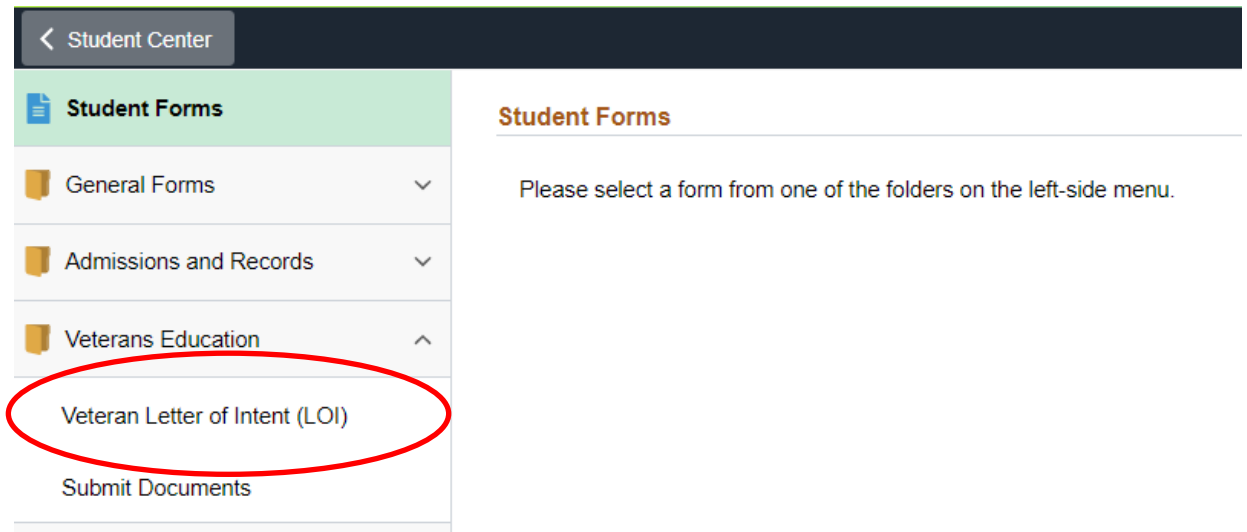 Student Center
Student Forms
Student Forms
General Forms
Please select a form from one of the folders on the left-side menu.
Admissions and Records
Veterans Education
Veteran Letter of Intent (LOI)
Submit Documents